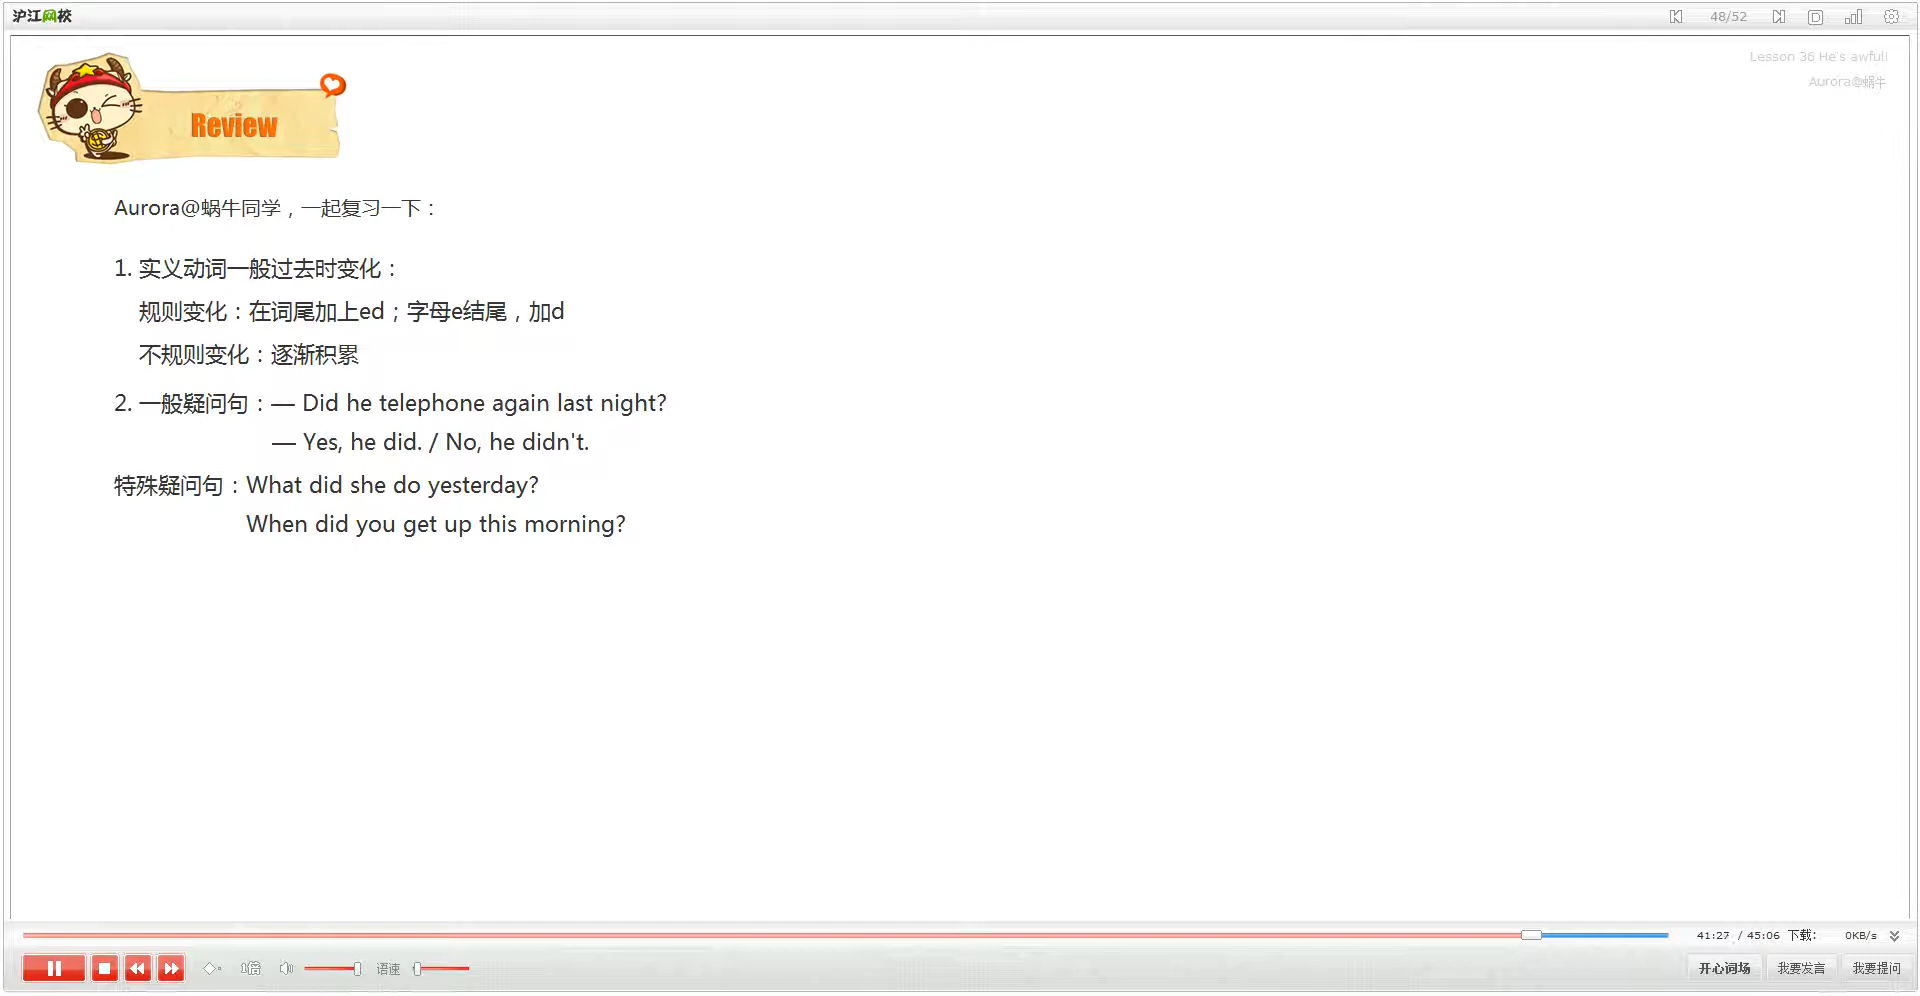 沪江网校
48/52
Lesson 36 He's awful!
Aurora@蜗牛
Review
Aurora@蜗牛同学，一起复习一下：
1. 实义动词一般过去时变化：
规则变化：在词尾加上ed；字母e结尾，加d
不规则变化：逐渐积累
2. 一般疑问句：— Did he telephone again last night?
— Yes, he did. / No, he didn't.
特殊疑问句：What did she do yesterday?
When did you get up this morning?
41:27 / 45:06 下载： 0KB/s
1倍 语速 开心词场 我要发言 我要提问